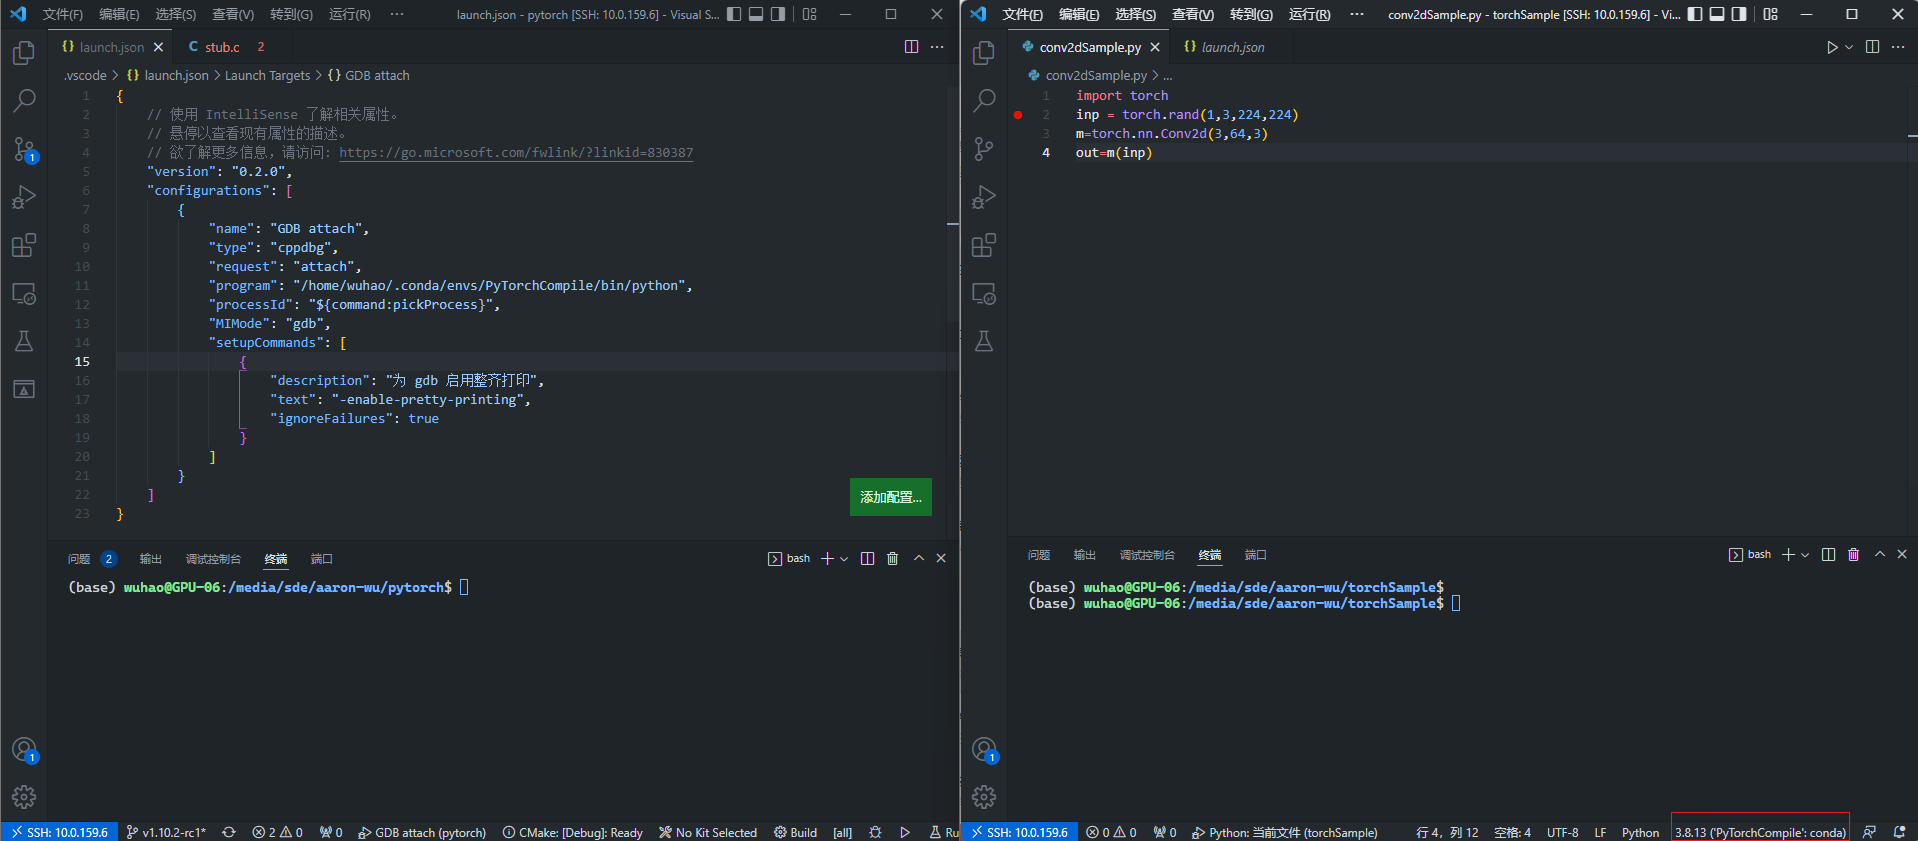 文件(F) 编辑(E) 选择(S) 查看(V) 转到(G) 运行(R) ··· launch.json - pytorch [SSH: 10.0.159.6] - Visual S...
launch.json stub.c 2
.vscode > {} launch.json > Launch Targets > {} GDB attach
1 {
2 // 使用 IntelliSense 了解相关属性。
3 // 悬停以查看现有属性的描述。
4 // 欲了解更多信息，请访问: https://go.microsoft.com/fwlink/?linkid=830387
5 "version": "0.2.0",
6 "configurations": [
7 {
8 "name": "GDB attach",
9 "type": "cppdbg",
10 "request": "attach",
11 "program": "/home/wuhao/.conda/envs/PyTorchCompile/bin/python",
12 "processId": "${command:pickProcess}",
13 "MIMode": "gdb",
14 "setupCommands": [
15 {
16 "description": "为 gdb 启用整齐打印",
17 "text": "-enable-pretty-printing",
18 "ignoreFailures": true
19 }
20 ]
21 }
22 ]
23 }
添加配置...
问题 2 输出 调试控制台 终端 端口 bash
(base) wuhao@GPU-06:/media/sde/aaron-wu/pytorch$
1
1
SSH: 10.0.159.6 v1.10.2-rc1* 2 0 0 GDB attach (pytorch) CMake: [Debug]: Ready No Kit Selected Build [all] Ru
文件(F) 编辑(E) 选择(S) 查看(V) 转到(G) 运行(R) ··· conv2dSample.py - torchSample [SSH: 10.0.159.6] - Vi...
conv2dSample.py {} launch.json
conv2dSample.py > ...
1 import torch
2 inp = torch.rand(1,3,224,224)
3 m=torch.nn.Conv2d(3,64,3)
4 out=m(inp)
问题 输出 调试控制台 终端 端口 bash
(base) wuhao@GPU-06:/media/sde/aaron-wu/torchSample$
(base) wuhao@GPU-06:/media/sde/aaron-wu/torchSample$
1
SSH: 10.0.159.6 0 0 0 Python: 当前文件 (torchSample) 行 4，列 12 空格: 4 UTF-8 LF Python 3.8.13 ('PyTorchCompile': conda)